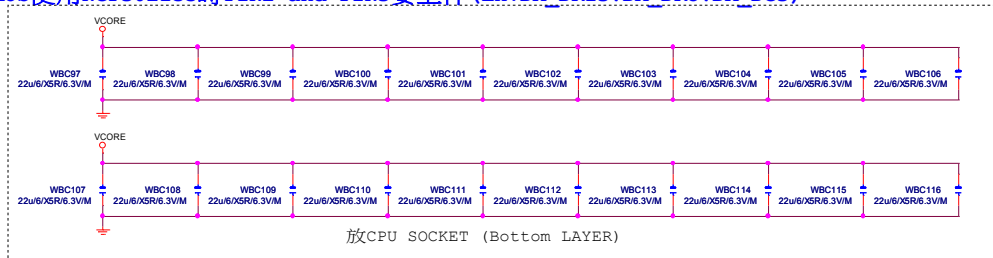 VCORE
WBC97 WBC98 WBC99 WBC100 WBC101 WBC102 WBC103 WBC104 WBC105 WBC106
22u/6/X5R/6.3V/M 22u/6/X5R/6.3V/M 22u/6/X5R/6.3V/M 22u/6/X5R/6.3V/M 22u/6/X5R/6.3V/M 22u/6/X5R/6.3V/M 22u/6/X5R/6.3V/M 22u/6/X5R/6.3V/M 22u/6/X5R/6.3V/M 22u/6/X5R/6.3V/M
VCORE
WBC107 WBC108 WBC109 WBC110 WBC111 WBC112 WBC113 WBC114 WBC115 WBC116
22u/6/X5R/6.3V/M 22u/6/X5R/6.3V/M 22u/6/X5R/6.3V/M 22u/6/X5R/6.3V/M 22u/6/X5R/6.3V/M 22u/6/X5R/6.3V/M 22u/6/X5R/6.3V/M 22u/6/X5R/6.3V/M 22u/6/X5R/6.3V/M 22u/6/X5R/6.3V/M
放CPU SOCKET (Bottom LAYER)